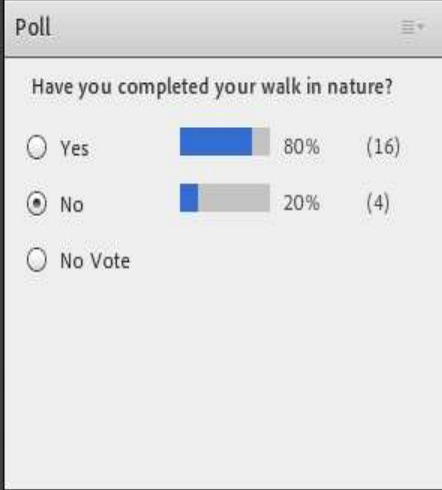 Poll
Have you completed your walk in nature?
Yes 80% (16)
No 20% (4)
No Vote